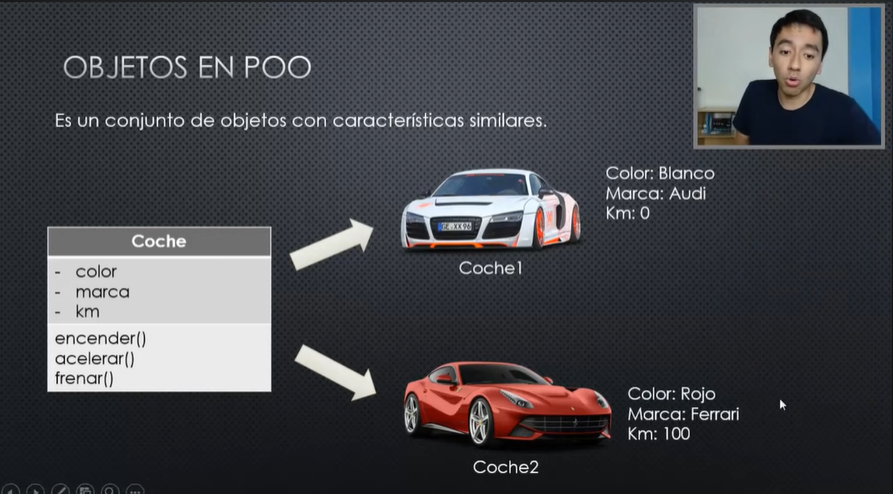 OBJETOS EN POO
Es un conjunto de objetos con características similares.
Color: Blanco
Marca: Audi
Km: 0
Coche1
Coche
- color
- marca
- km
encender()
acelerar()
frenar()
Color: Rojo
Marca: Ferrari
Km: 100
Coche2